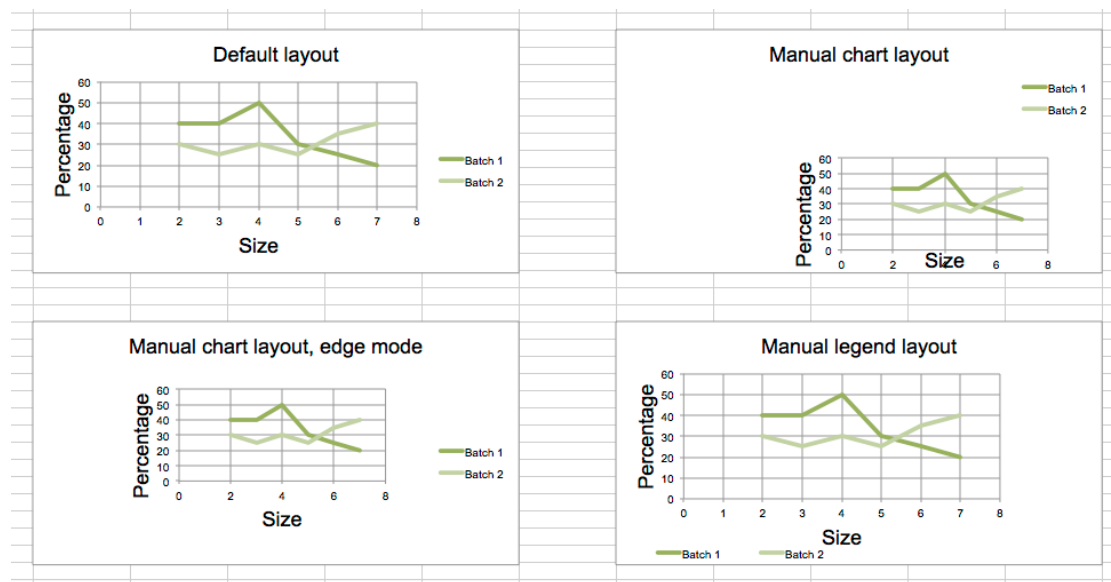 Default layout
60
50
40
30
20
10
0
Percentage
0 1 2 3 4 5 6 7 8
Size
Batch 1
Batch 2
Manual chart layout
Batch 1
Batch 2
60
50
40
30
20
10
0
Percentage
0 2 4 6 8
Size
Manual chart layout, edge mode
60
50
40
30
20
10
0
Percentage
0 2 4 6 8
Size
Batch 1
Batch 2
Manual legend layout
60
50
40
30
20
10
0
Percentage
0 1 2 3 4 5 6 7 8
Size
Batch 1 Batch 2